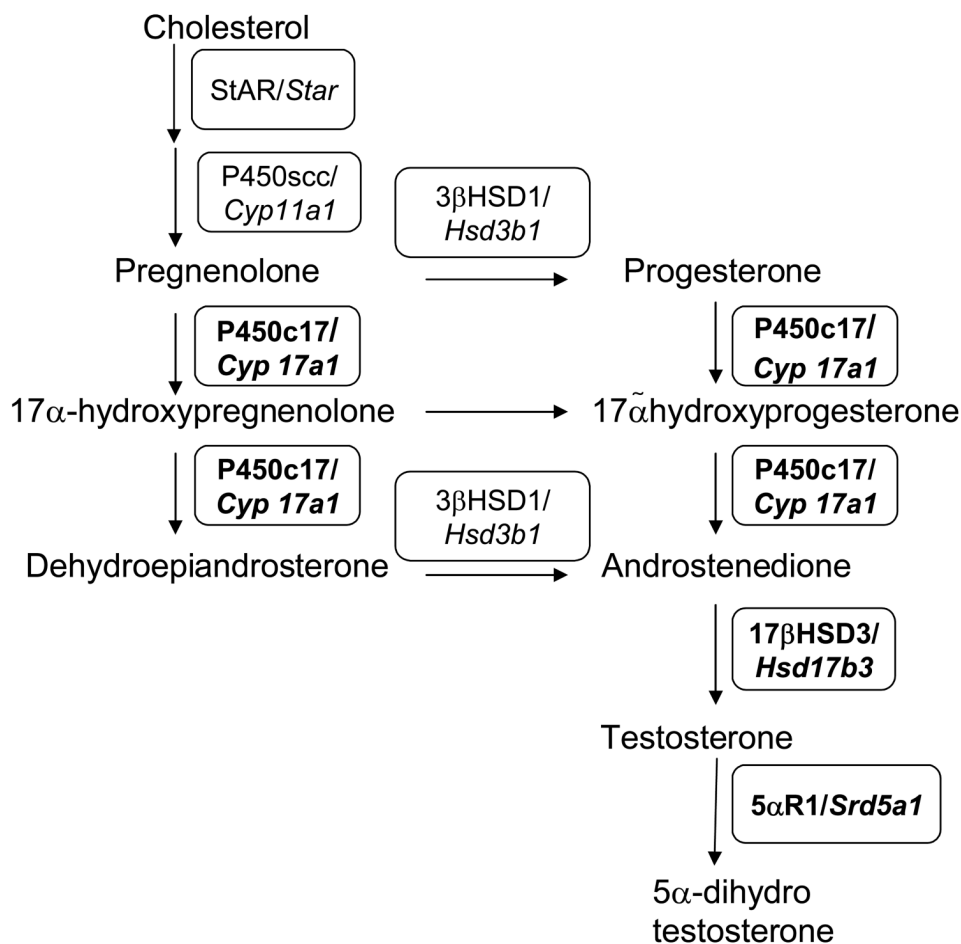 Cholesterol
StAR/Star
P450scc/
Cyp11a1
3βHSD1/
Hsd3b1
Pregnenolone
Progesterone
P450c17/
Cyp 17a1
P450c17/
Cyp 17a1
17α-hydroxypregnenolone
17α̃hydroxyprogesterone
P450c17/
Cyp 17a1
3βHSD1/
Hsd3b1
P450c17/
Cyp 17a1
Dehydroepiandrosterone
Androstenedione
17βHSD3/
Hsd17b3
Testosterone
5αR1/Srd5a1
5α-dihydro
testosterone